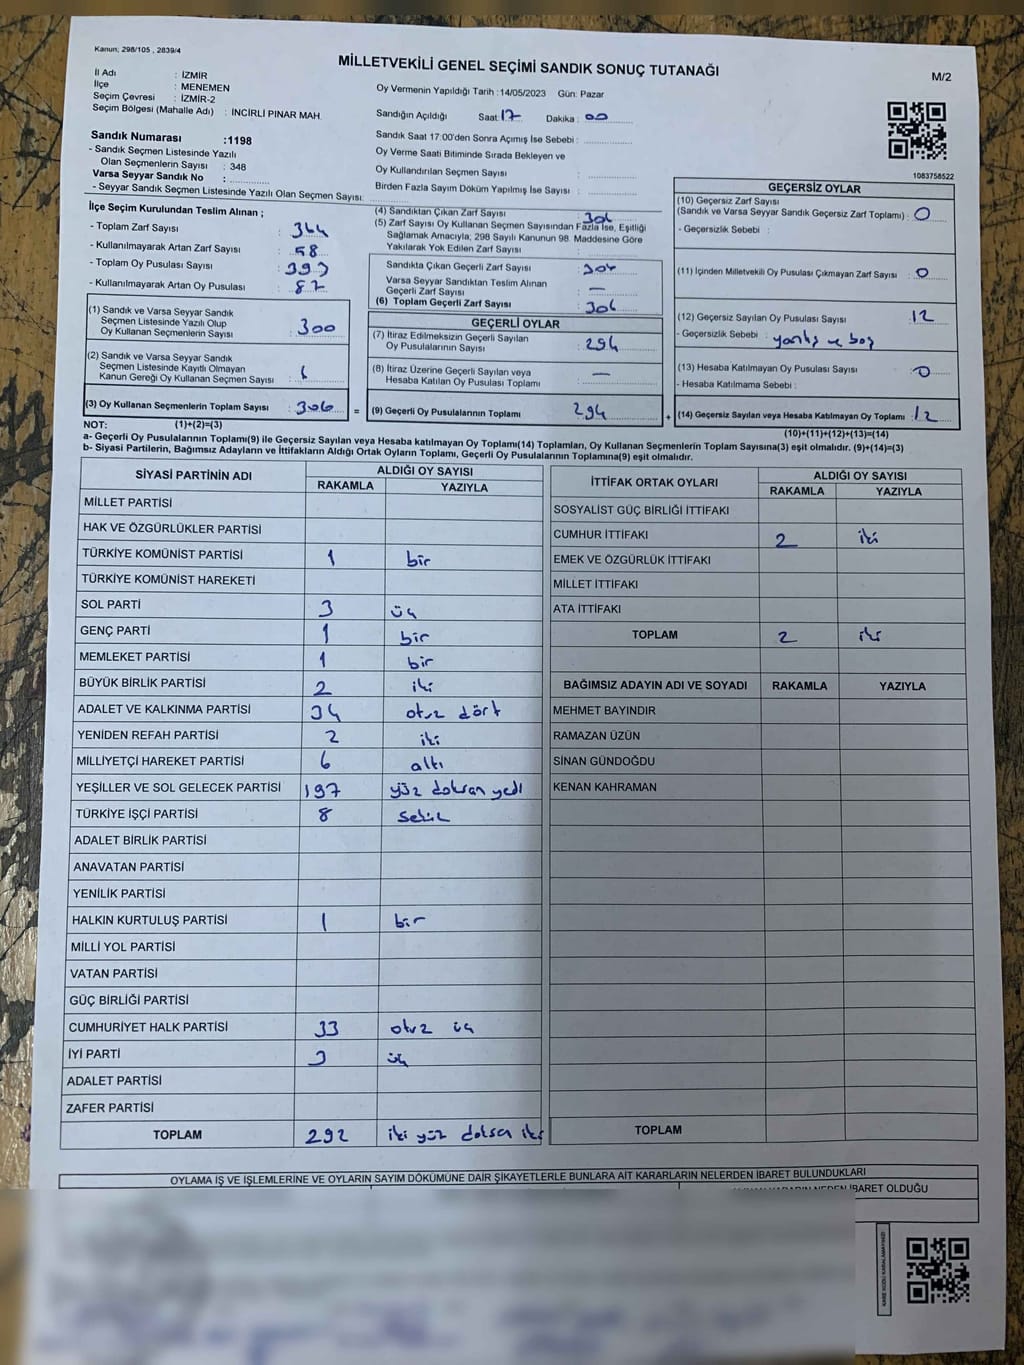 Kanun; 298/105 , 2839/4
MİLLETVEKİLİ GENEL SEÇİMİ SANDIK SONUÇ TUTANAĞI
M/2
İl Adı : İZMİR
İlçe : MENEMEN
Seçim Çevresi : İZMİR-2
Seçim Bölgesi (Mahalle Adı) : İNCİRLİ PINAR MAH.
Sandık Numarası :1198
- Sandık Seçmen Listesinde Yazılı
Olan Seçmenlerin Sayısı : 348
Varsa Seyyar Sandık No :
- Seyyar Sandık Seçmen Listesinde Yazılı Olan Seçmen Sayısı:
Oy Vermenin Yapıldığı Tarih :14/05/2023 Gün: Pazar
Sandığın Açıldığı Saat: 17 Dakika : 00
Sandık Saat 17:00'den Sonra Açımış İse Sebebi :
Oy Verme Saati Bitiminde Sırada Bekleyen ve
Oy Kullandırılan Seçmen Sayısı :
Birden Fazla Sayım Döküm Yapılmış İse Sayısı :
1083758522
İlçe Seçim Kurulundan Teslim Alınan ;
- Toplam Zarf Sayısı : 344
- Kullanılmayarak Artan Zarf Sayısı : 58
- Toplam Oy Pusulası Sayısı : 393
- Kullanılmayarak Artan Oy Pusulası : 87
(1) Sandık ve Varsa Seyyar Sandık
Seçmen Listesinde Yazılı Olup
Oy Kullanan Seçmenlerin Sayısı : 300
(2) Sandık ve Varsa Seyyar Sandık
Seçmen Listesinde Kayıtlı Olmayan
Kanun Gereği Oy Kullanan Seçmen Sayısı : 6
(3) Oy Kullanan Seçmenlerin Toplam Sayısı : 306
(4) Sandıktan Çıkan Zarf Sayısı : 306
(5) Zarf Sayısı Oy Kullanan Seçmen Sayısından Fazla İse, Eşitliği
Sağlamak Amacıyla; 298 Sayılı Kanunun 98. Maddesine Göre
Yakılarak Yok Edilen Zarf Sayısı :
Sandıkta Çıkan Geçerli Zarf Sayısı : 306
Varsa Seyyar Sandıktan Teslim Alınan
Geçerli Zarf Sayısı : —
(6) Toplam Geçerli Zarf Sayısı : 306
GEÇERLİ OYLAR
(7) İtiraz Edilmeksizin Geçerli Sayılan
Oy Pusulalarının Sayısı : 294
(8) İtiraz Üzerine Geçerli Sayılan veya
Hesaba Katılan Oy Pusulası Toplamı : —
= (9) Geçerli Oy Pusulalarının Toplamı : 294
GEÇERSİZ OYLAR
(10) Geçersiz Zarf Sayısı
(Sandık ve Varsa Seyyar Sandık Geçersiz Zarf Toplamı) : 0
- Geçersizlik Sebebi :
(11) İçinden Milletvekili Oy Pusulası Çıkmayan Zarf Sayısı : 0
(12) Geçersiz Sayılan Oy Pusulası Sayısı : 12
- Geçersizlik Sebebi : yanlış ve boş
(13) Hesaba Katılmayan Oy Pusulası Sayısı : 0
- Hesaba Katılmama Sebebi :
+ (14) Geçersiz Sayılan veya Hesaba Katılmayan Oy Toplamı : 12
NOT: (1)+(2)=(3)
(10)+(11)+(12)+(13)=(14)
a- Geçerli Oy Pusulalarının Toplamı(9) ile Geçersiz Sayılan veya Hesaba katılmayan Oy Toplamı(14) Toplamları, Oy Kullanan Seçmenlerin Toplam Sayısına(3) eşit olmalıdır. (9)+(14)=(3)
b- Siyasi Partilerin, Bağımsız Adayların ve İttifakların Aldığı Ortak Oyların Toplamı, Geçerli Oy Pusulalarının Toplamına(9) eşit olmalıdır.
SİYASİ PARTİNİN ADI ALDIĞI OY SAYISI
RAKAMLA YAZIYLA
MİLLET PARTİSİ
HAK VE ÖZGÜRLÜKLER PARTİSİ
TÜRKİYE KOMÜNİST PARTİSİ 1 bir
TÜRKİYE KOMÜNİST HAREKETİ
SOL PARTİ 3 üç
GENÇ PARTİ 1 bir
MEMLEKET PARTİSİ 1 bir
BÜYÜK BİRLİK PARTİSİ 2 iki
ADALET VE KALKINMA PARTİSİ 34 otuz dört
YENİDEN REFAH PARTİSİ 2 iki
MİLLİYETÇİ HAREKET PARTİSİ 6 altı
YEŞİLLER VE SOL GELECEK PARTİSİ 197 yüz doksan yedi
TÜRKİYE İŞÇİ PARTİSİ 8 sekiz
ADALET BİRLİK PARTİSİ
ANAVATAN PARTİSİ
YENİLİK PARTİSİ
HALKIN KURTULUŞ PARTİSİ 1 bir
MİLLİ YOL PARTİSİ
VATAN PARTİSİ
GÜÇ BİRLİĞİ PARTİSİ
CUMHURİYET HALK PARTİSİ 33 otuz üç
İYİ PARTİ 3 üç
ADALET PARTİSİ
ZAFER PARTİSİ
TOPLAM 292 iki yüz doksan iki
İTTİFAK ORTAK OYLARI ALDIĞI OY SAYISI
RAKAMLA YAZIYLA
SOSYALİST GÜÇ BİRLİĞİ İTTİFAKI
CUMHUR İTTİFAKI 2 iki
EMEK VE ÖZGÜRLÜK İTTİFAKI
MİLLET İTTİFAKI
ATA İTTİFAKI
TOPLAM 2 iki
BAĞIMSIZ ADAYIN ADI VE SOYADI RAKAMLA YAZIYLA
MEHMET BAYINDIR
RAMAZAN ÜZÜN
SİNAN GÜNDOĞDU
KENAN KAHRAMAN
TOPLAM
OYLAMA İŞ VE İŞLEMLERİNE VE OYLARIN SAYIM DÖKÜMÜNE DAİR ŞİKAYETLERLE BUNLARA AİT KARARLARIN NELERDEN İBARET BULUNDUKLARI
İBARET OLDUĞU